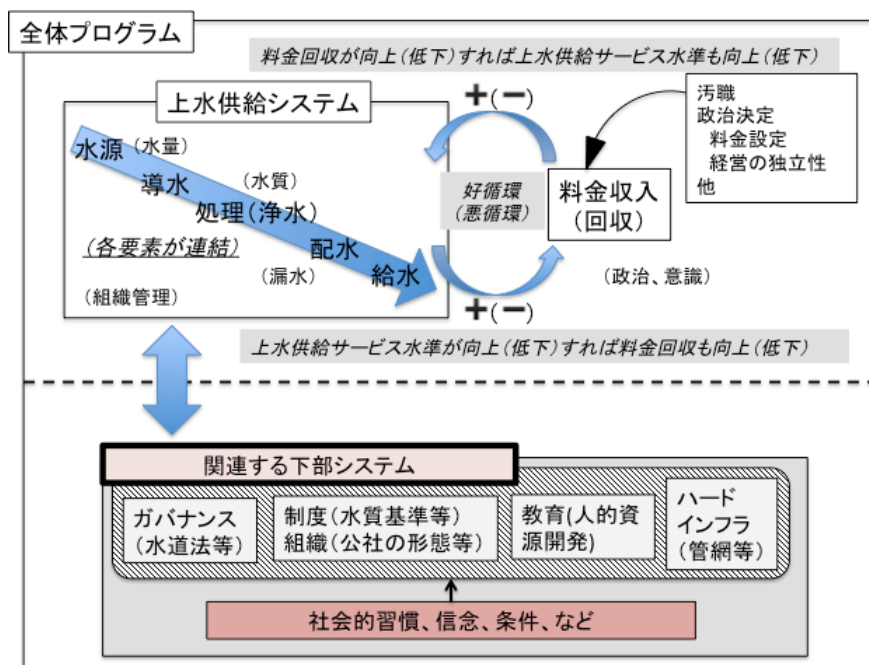 全体プログラム
料金回収が向上(低下)すれば上水供給サービス水準も向上(低下)
上水供給システム
+(−)
汚職
政治決定
料金設定
経営の独立性
他
水源(水量)
導水
(水質)
処理(浄水)
(各要素が連結)
配水
(漏水)
給水
(組織管理)
好循環
(悪循環)
料金収入
(回収)
(政治、意識)
+(−)
上水供給サービス水準が向上(低下)すれば料金回収も向上(低下)
関連する下部システム
ガバナンス
(水道法等)
制度(水質基準等)
組織(公社の形態等)
教育(人的資
源開発)
ハード
インフラ
(管網等)
社会的習慣、信念、条件、など